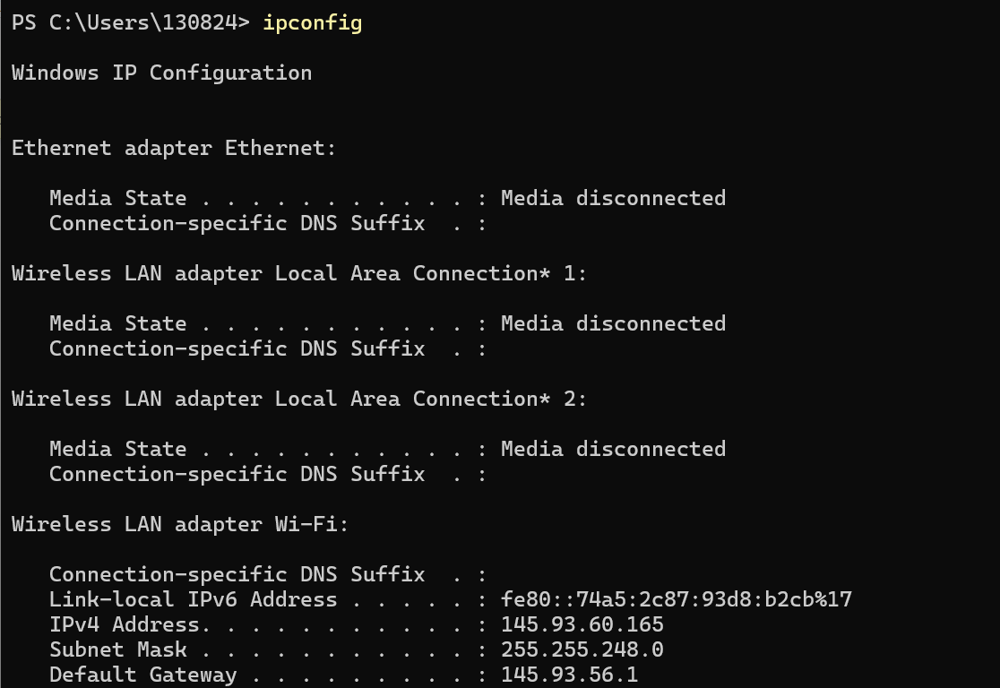 PS C:\Users\130824> ipconfig
Windows IP Configuration
Ethernet adapter Ethernet:
Media State . . . . . . . . . . . : Media disconnected
Connection-specific DNS Suffix  . :
Wireless LAN adapter Local Area Connection* 1:
Media State . . . . . . . . . . . : Media disconnected
Connection-specific DNS Suffix  . :
Wireless LAN adapter Local Area Connection* 2:
Media State . . . . . . . . . . . : Media disconnected
Connection-specific DNS Suffix  . :
Wireless LAN adapter Wi-Fi:
Connection-specific DNS Suffix  . :
Link-local IPv6 Address . . . . . : fe80::74a5:2c87:93d8:b2cb%17
IPv4 Address. . . . . . . . . . . : 145.93.60.165
Subnet Mask . . . . . . . . . . . : 255.255.248.0
Default Gateway . . . . . . . . . : 145.93.56.1